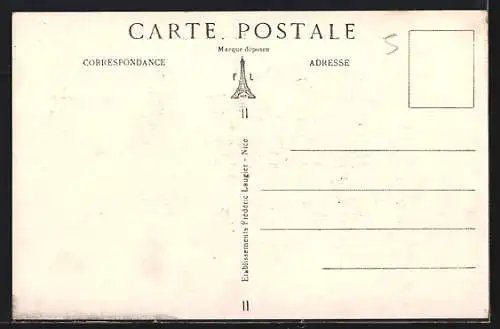 CARTE POSTALE
Marque déposée
CORRESPONDANCE
ADRESSE
F L
Etablissements Frédéric Laugier - Nice
5